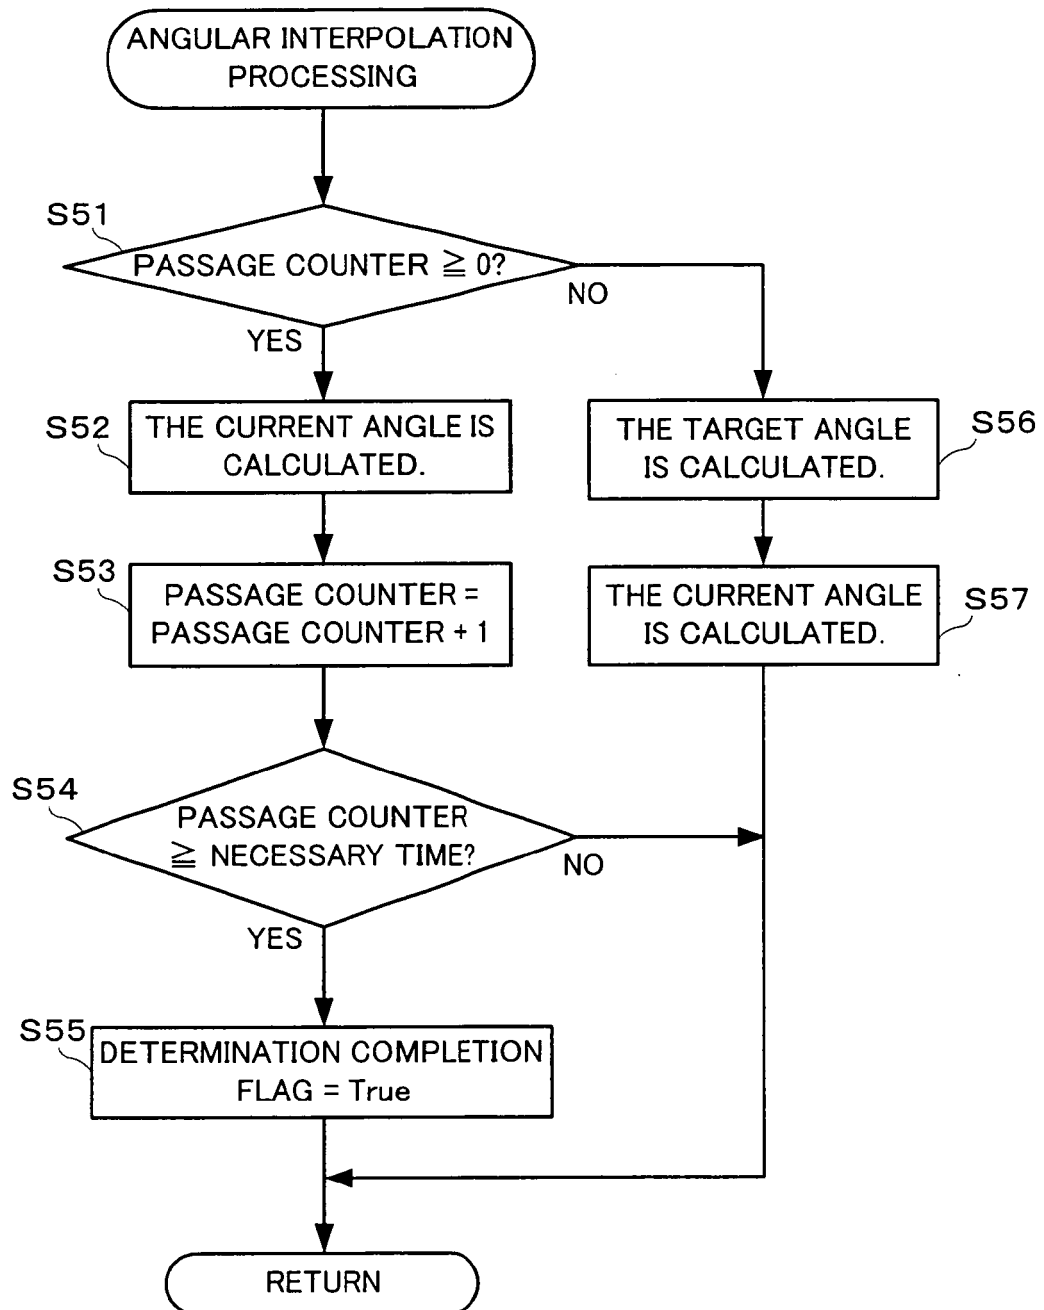 ANGULAR INTERPOLATION
PROCESSING
S51
PASSAGE COUNTER ≧ 0?
NO
YES
S52
THE CURRENT ANGLE IS
CALCULATED.
S56
THE TARGET ANGLE
IS CALCULATED.
S53
PASSAGE COUNTER =
PASSAGE COUNTER + 1
S57
THE CURRENT ANGLE
IS CALCULATED.
S54
PASSAGE COUNTER
≧ NECESSARY TIME?
NO
YES
S55
DETERMINATION COMPLETION
FLAG = True
RETURN